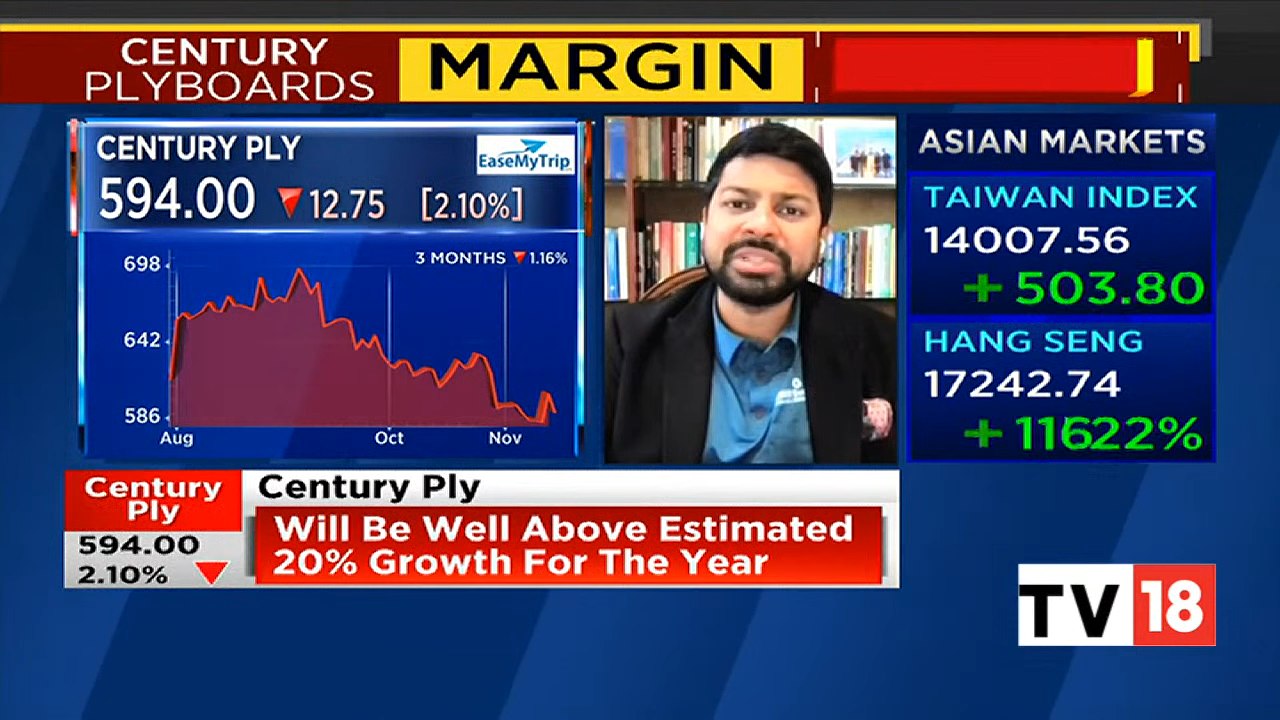 CENTURY
PLYBOARDS
MARGIN
CENTURY PLY
EaseMyTrip
594.00 ▼ 12.75 [2.10%]
3 MONTHS ▼ 1.16%
698
642
586
Aug Oct Nov
ASIAN MARKETS
TAIWAN INDEX
14007.56
+ 503.80
HANG SENG
17242.74
Century
Ply
594.00
2.10% ▼
Century Ply
Will Be Well Above Estimated
20% Growth For The Year
TV 18